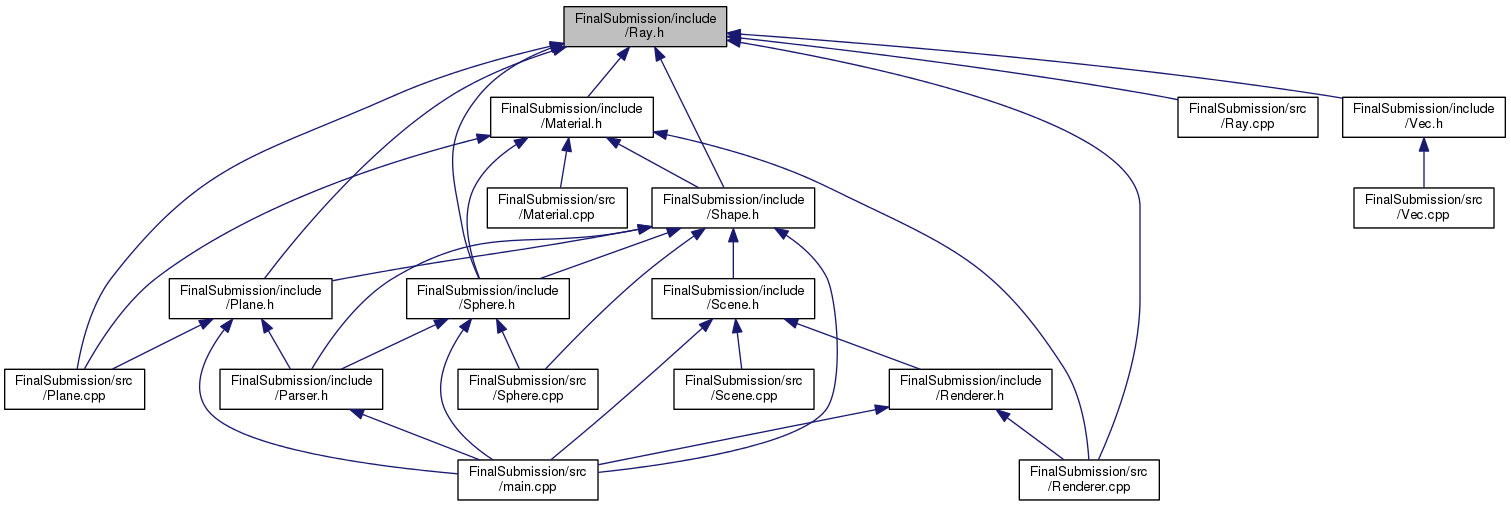 FinalSubmission/include
/Ray.h
FinalSubmission/include
/Material.h
FinalSubmission/src
/Ray.cpp
FinalSubmission/include
/Vec.h
FinalSubmission/src
/Material.cpp
FinalSubmission/include
/Shape.h
FinalSubmission/src
/Vec.cpp
FinalSubmission/include
/Plane.h
FinalSubmission/include
/Sphere.h
FinalSubmission/include
/Scene.h
FinalSubmission/src
/Plane.cpp
FinalSubmission/include
/Parser.h
FinalSubmission/src
/Sphere.cpp
FinalSubmission/src
/Scene.cpp
FinalSubmission/include
/Renderer.h
FinalSubmission/src
/main.cpp
FinalSubmission/src
/Renderer.cpp